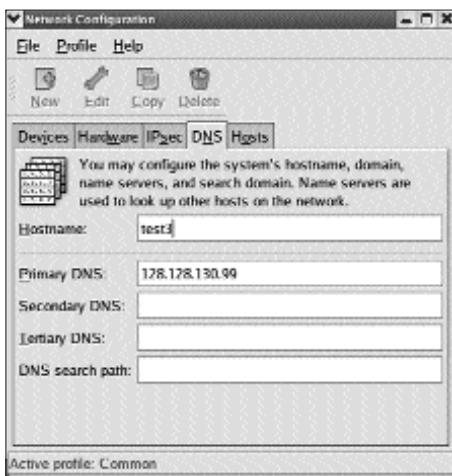 Network Configuration
File Profile Help
New Edit Copy Delete
Devices Hardware IPsec DNS Hosts
You may configure the system's hostname, domain,
name servers, and search domain. Name servers are
used to look up other hosts on the network.
Hostname: test3
Primary DNS: 128.128.130.99
Secondary DNS:
Tertiary DNS:
DNS search path:
Active profile: Common